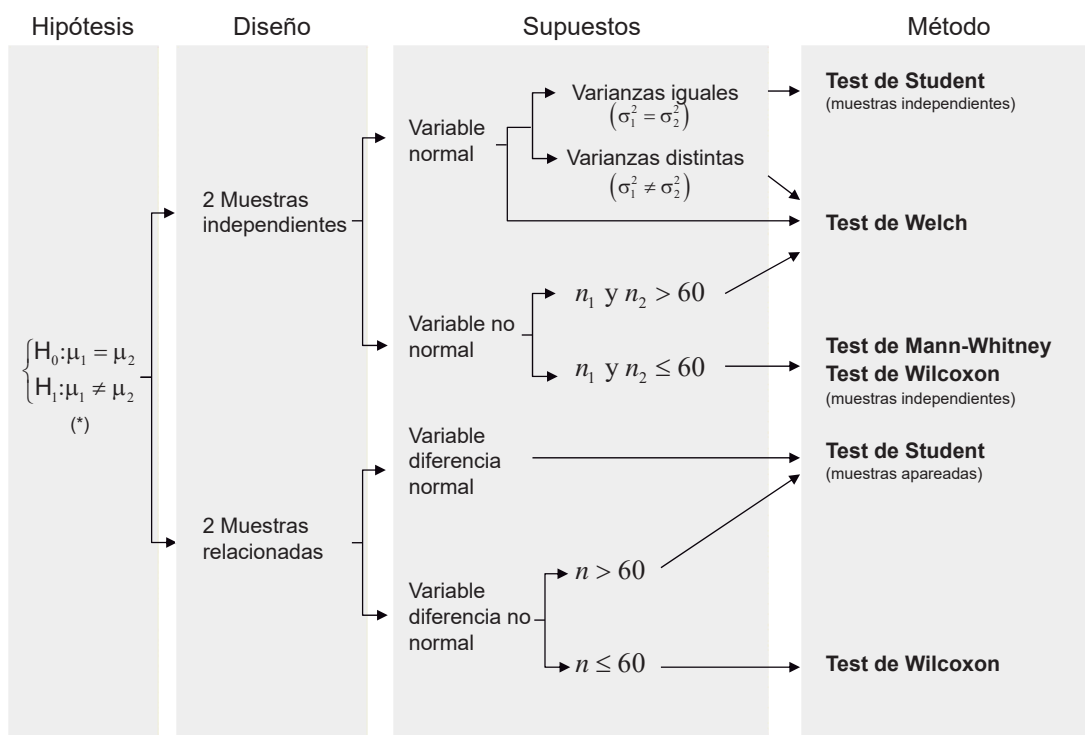 Hipótesis
Diseño
Supuestos
Método
{H₀:μ₁ = μ₂
H₁:μ₁ ≠ μ₂
(*)
2 Muestras
independientes
2 Muestras
relacionadas
Variable
normal
Varianzas iguales
(σ₁² = σ₂²)
Varianzas distintas
(σ₁² ≠ σ₂²)
Variable no
normal
n₁ y n₂ > 60
n₁ y n₂ ≤ 60
Variable
diferencia
normal
Variable
diferencia no
normal
n > 60
n ≤ 60
Test de Student
(muestras independientes)
Test de Welch
Test de Mann-Whitney
Test de Wilcoxon
(muestras independientes)
Test de Student
(muestras apareadas)
Test de Wilcoxon